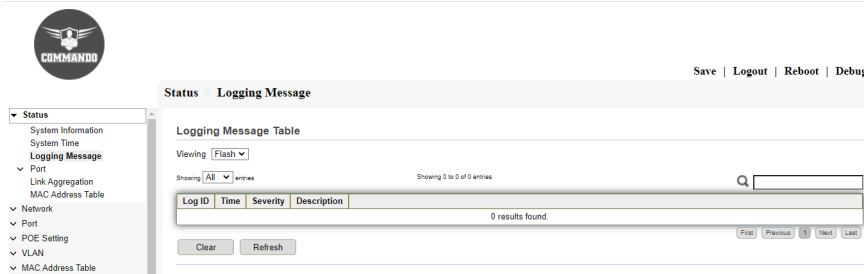 COMMANDO
Save | Logout | Reboot | Debug
Status Logging Message
Status
System Information
System Time
Logging Message
Port
Link Aggregation
MAC Address Table
Network
Port
POE Setting
VLAN
MAC Address Table
Logging Message Table
Viewing Flash
Showing All entries Showing 0 to 0 of 0 entries
Log ID Time Severity Description
0 results found.
First Previous 1 Next Last
Clear Refresh